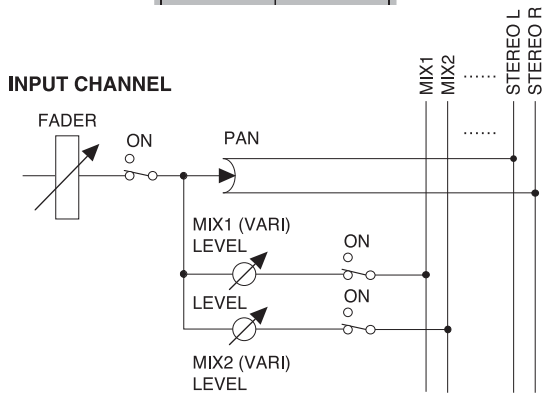 INPUT CHANNEL
MIX1
MIX2
......
STEREO L
STEREO R
......
FADER
ON
PAN
MIX1 (VARI)
LEVEL
ON
LEVEL
ON
MIX2 (VARI)
LEVEL